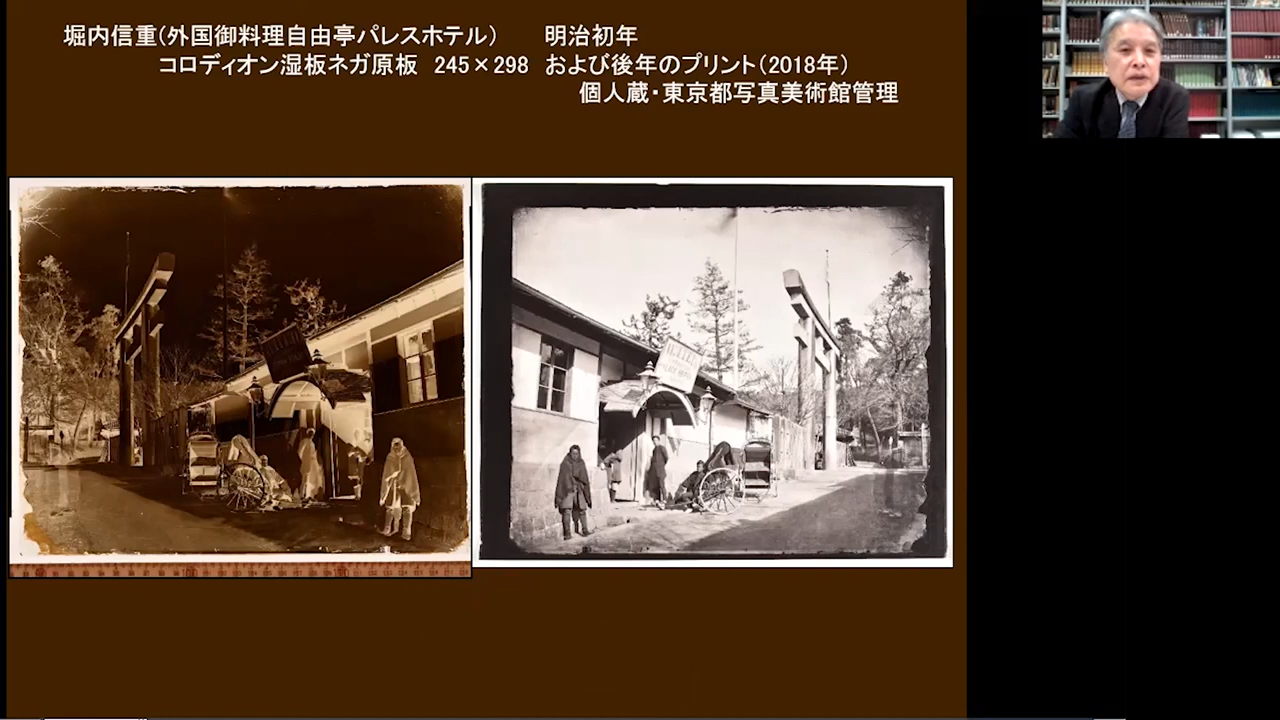 堀内信重(外国御料理自由亭パレスホテル) 明治初年
コロディオン湿板ネガ原板 245×298 および後年のプリント(2018年)
個人蔵・東京都写真美術館管理